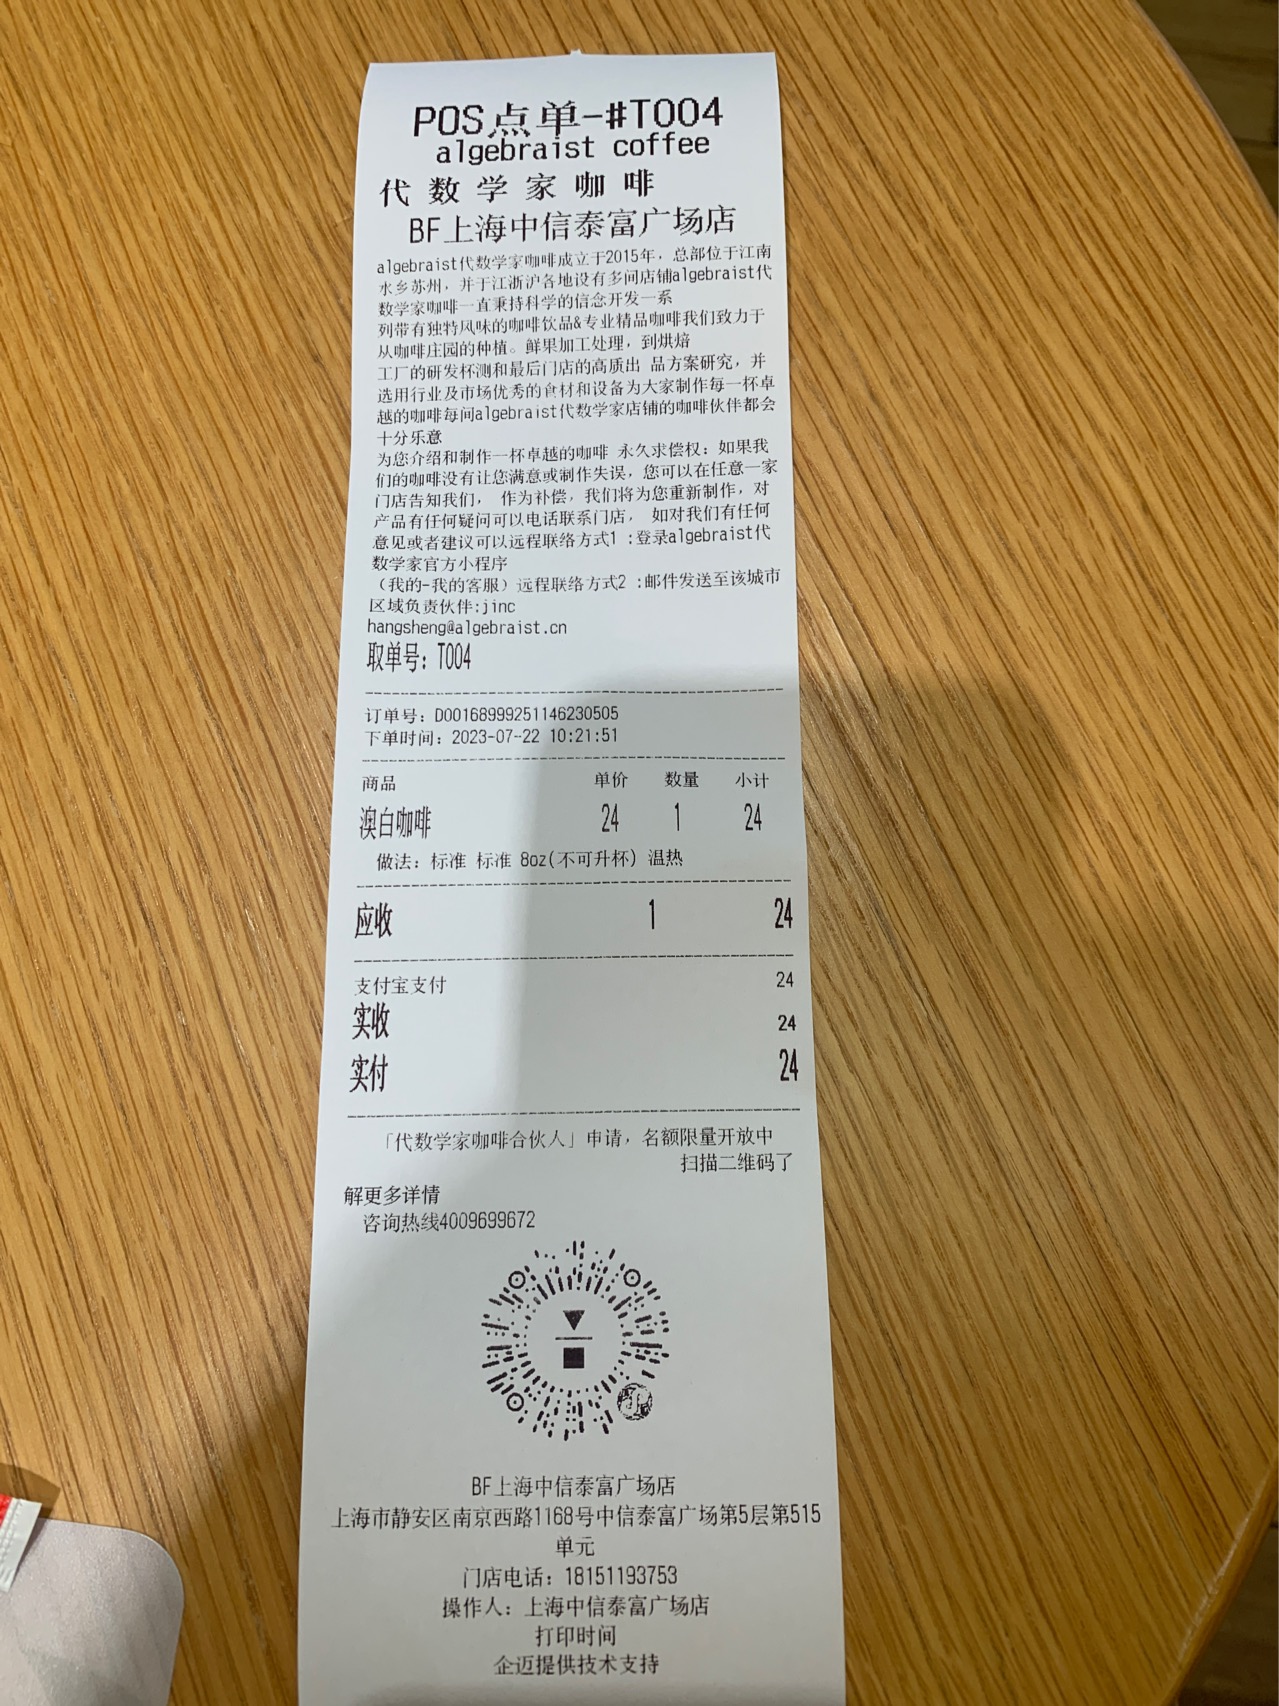 POS点单-#T004
algebraist coffee
代数学家咖啡
BF上海中信泰富广场店
algebraist代数学家咖啡成立于2015年，总部位于江南
水乡苏州，并于江浙沪各地设有多间店铺algebraist代
数学家咖啡一直秉持科学的信念开发一系
列带有独特风味的咖啡饮品&专业精品咖啡我们致力于
从咖啡庄园的种植。鲜果加工处理，到烘焙
工厂的研发杯测和最后门店的高质出 品方案研究，并
选用行业及市场优秀的食材和设备为大家制作每一杯卓
越的咖啡每间algebraist代数学家店铺的咖啡伙伴都会
十分乐意
为您介绍和制作一杯卓越的咖啡 永久求偿权：如果我
们的咖啡没有让您满意或制作失误，您可以在任意一家
门店告知我们， 作为补偿，我们将为您重新制作，对
产品有任何疑问可以电话联系门店， 如对我们有任何
意见或者建议可以远程联络方式1 :登录algebraist代
数学家官方小程序
（我的-我的客服）远程联络方式2 :邮件发送至该城市
区域负责伙伴:jinc
hangsheng@algebraist.cn
取单号: T004
订单号: D00168999251146230505
下单时间: 2023-07-22 10:21:51
商品 单价 数量 小计
澳白咖啡 24 1 24
做法: 标准 标准 8oz(不可升杯) 温热
应收 1 24
支付宝支付 24
实收 24
实付 24
「代数学家咖啡合伙人」申请，名额限量开放中
扫描二维码了
解更多详情
咨询热线4009699672
BF上海中信泰富广场店
上海市静安区南京西路1168号中信泰富广场第5层第515
单元
门店电话: 18151193753
操作人: 上海中信泰富广场店
打印时间
企迈提供技术支持